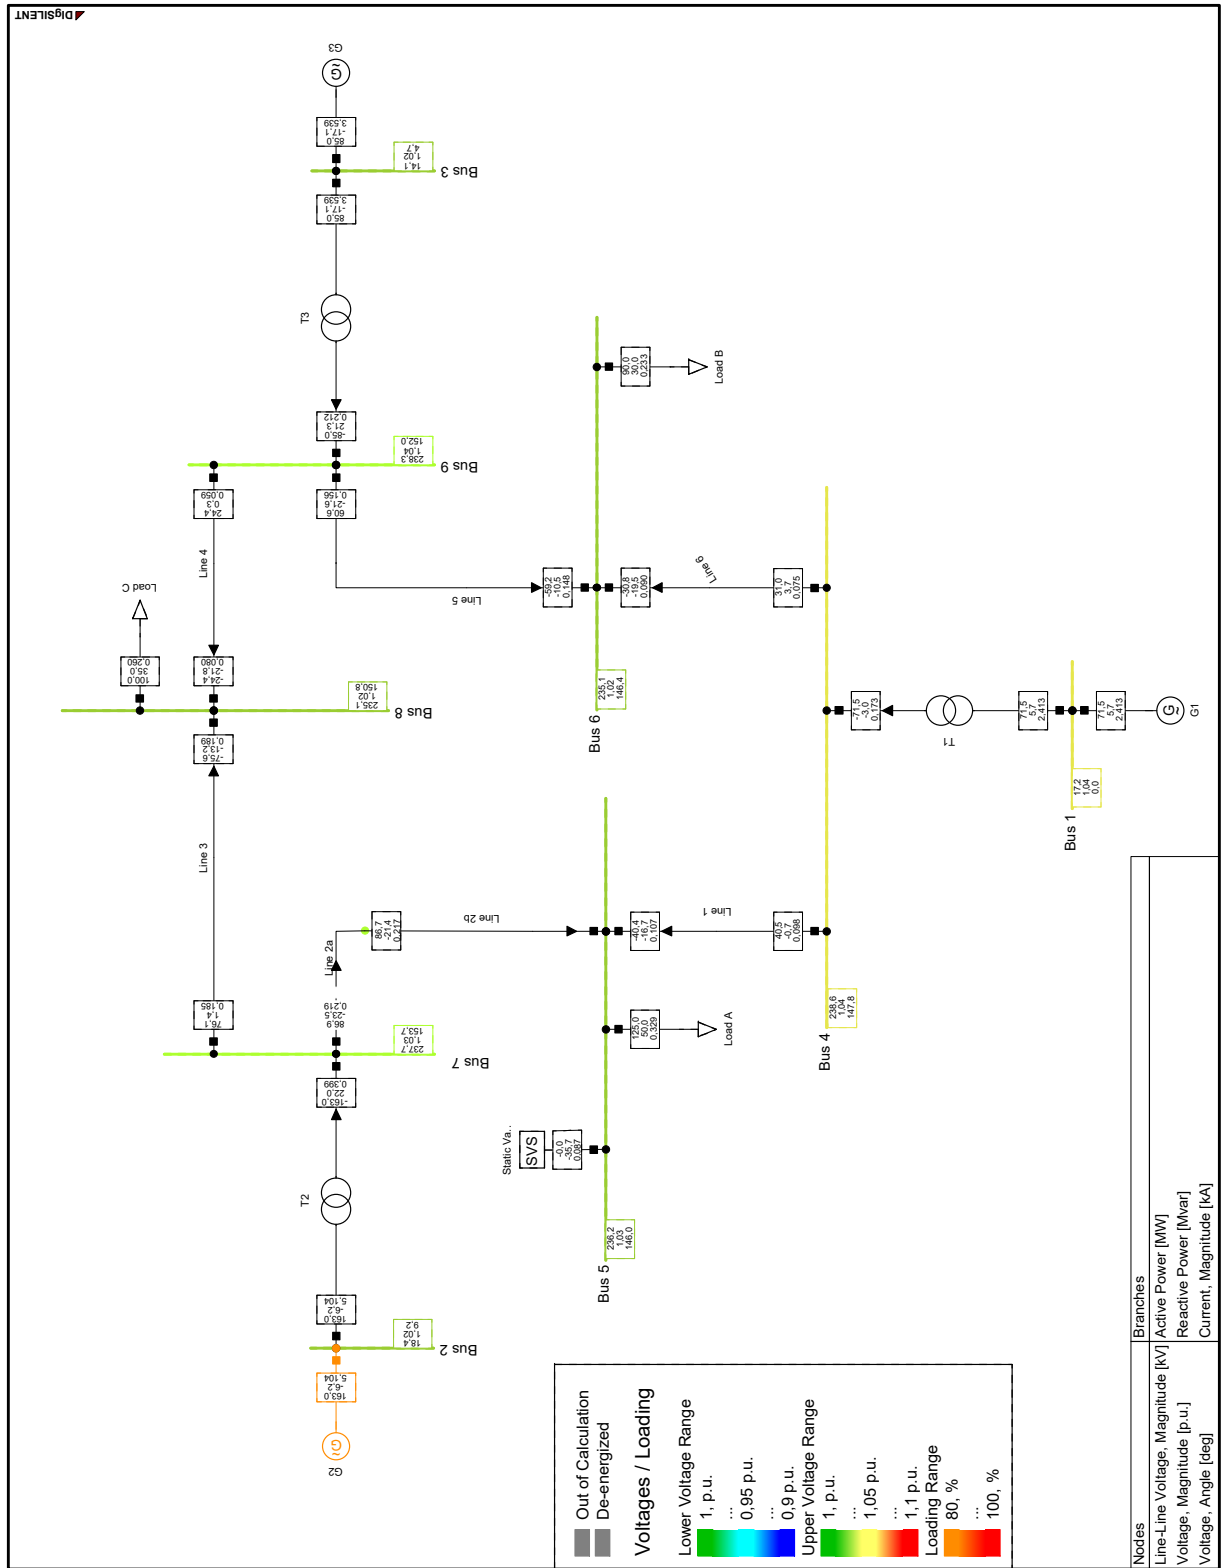 DIgSILENT
G3
3,539
-17,1
85,0
4,7
1,02
14,1
Bus 3
3,539
-17,1
85,0
T3
0,212
21,3
-85,0
152,0
1,04
238,3
Bus 9
0,059
0,3
24,4
0,156
-21,6
60,6
Line 4
Line 5
Load C
0,260
35,0
100,0
0,080
-21,8
-24,4
150,8
1,02
235,1
Bus 8
0,189
-13,2
-75,6
Line 3
0,185
1,4
76,1
Line 2a
0,219
-23,5
86,9
153,7
1,03
237,7
Bus 7
0,399
22,0
-163,0
T2
5,104
-6,2
163,0
9,2
1,02
18,4
Bus 2
5,104
-6,2
163,0
G2
90,0
30,0
0,233
Load B
-59,2
-10,5
0,148
-30,8
-19,5
0,090
Line 6
31,0
3,7
0,075
235,1
1,02
146,4
Bus 6
86,7
-21,4
0,217
Line 2b
-40,4
-16,7
0,107
Line 1
40,5
-0,7
0,098
125,0
50,0
0,329
Load A
Static Va..
SVS
-0,0
-35,7
0,087
236,2
1,03
146,0
Bus 5
238,6
1,04
147,8
Bus 4
-71,5
-3,0
0,173
T1
71,5
5,7
2,413
71,5
5,7
2,413
G1
17,2
1,04
0,0
Bus 1
Out of Calculation
De-energized
Voltages / Loading
Lower Voltage Range
1, p.u.
...
0,95 p.u.
...
0,9 p.u.
Upper Voltage Range
1, p.u.
...
1,05 p.u.
...
1,1 p.u.
Loading Range
80, %
...
100, %
Nodes
Line-Line Voltage, Magnitude [kV]
Voltage, Magnitude [p.u.]
Voltage, Angle [deg]
Branches
Active Power [MW]
Reactive Power [Mvar]
Current, Magnitude [kA]